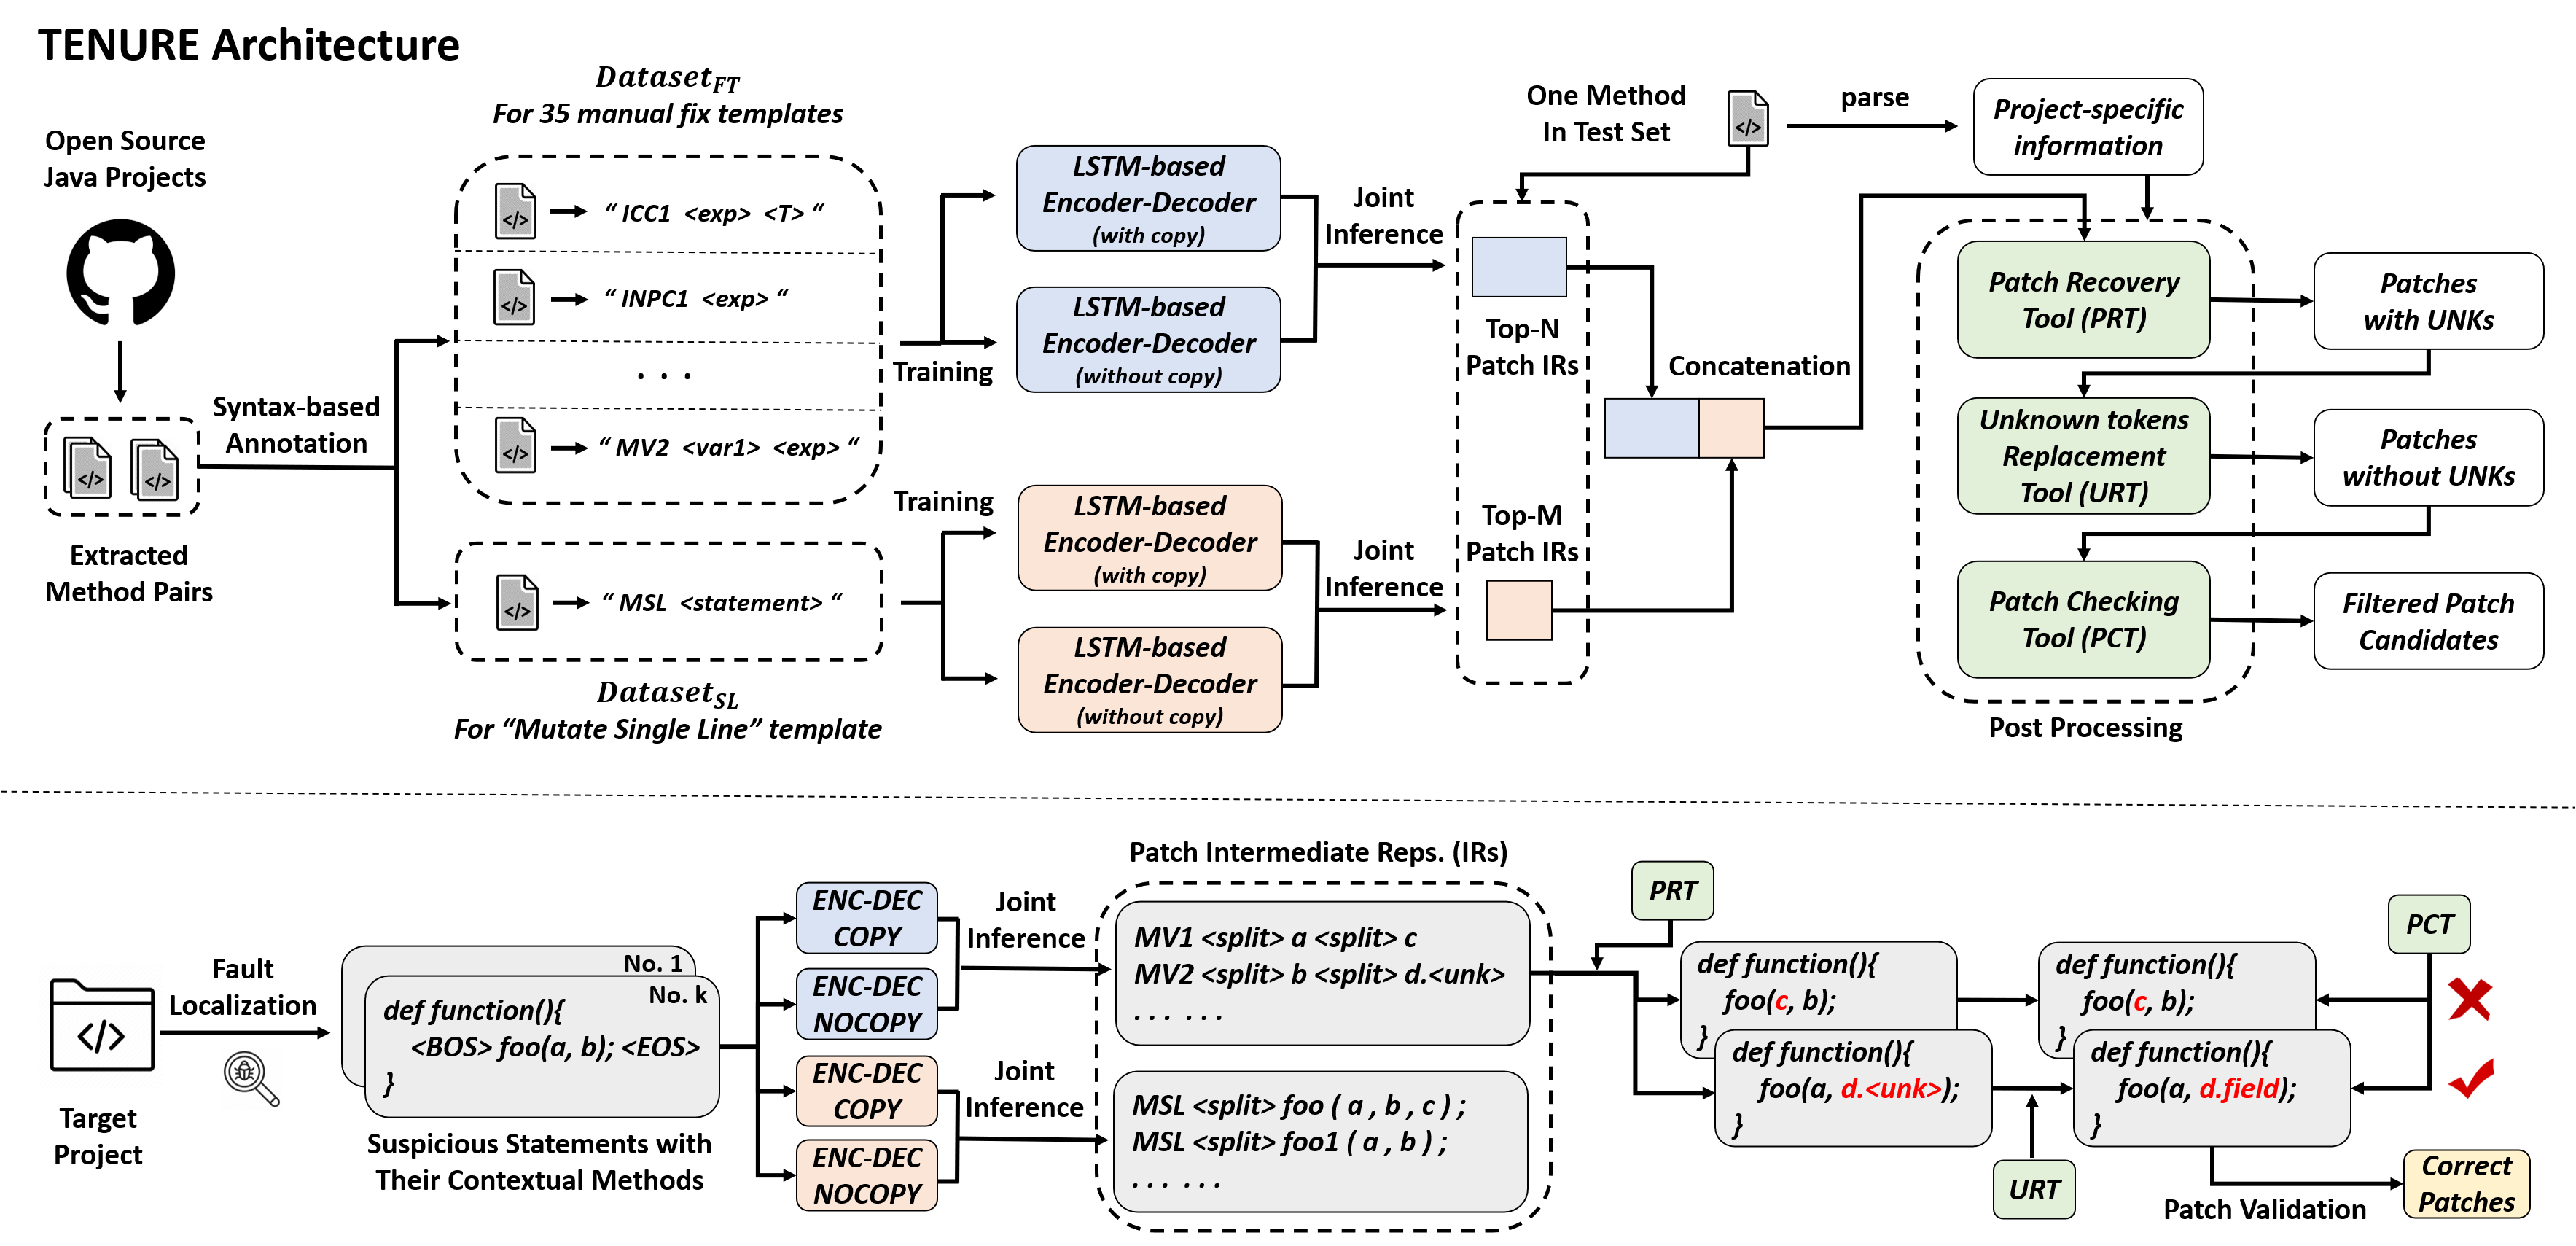 TENURE Architecture
Open Source
Java Projects
Extracted
Method Pairs
Syntax-based
Annotation
Dataset_FT
For 35 manual fix templates
“ ICC1 <exp> <T> “
“ INPC1 <exp> “
. . .
“ MV2 <var1> <exp> “
“ MSL <statement> “
Dataset_SL
For “Mutate Single Line” template
Training
Training
LSTM-based
Encoder-Decoder
(with copy)
LSTM-based
Encoder-Decoder
(without copy)
LSTM-based
Encoder-Decoder
(with copy)
LSTM-based
Encoder-Decoder
(without copy)
Joint
Inference
Joint
Inference
One Method
In Test Set
</>
parse
Project-specific
information
Top-N
Patch IRs
Top-M
Patch IRs
Concatenation
Patch Recovery
Tool (PRT)
Unknown tokens
Replacement
Tool (URT)
Patch Checking
Tool (PCT)
Post Processing
Patches
with UNKs
Patches
without UNKs
Filtered Patch
Candidates
Target
Project
</>
Fault
Localization
No. 1
No. k
def function(){
<BOS> foo(a, b); <EOS>
}
Suspicious Statements with
Their Contextual Methods
ENC-DEC
COPY
ENC-DEC
NOCOPY
ENC-DEC
COPY
ENC-DEC
NOCOPY
Joint
Inference
Joint
Inference
Patch Intermediate Reps. (IRs)
MV1 <split> a <split> c
MV2 <split> b <split> d.<unk>
. . . . . .
MSL <split> foo ( a , b , c ) ;
MSL <split> foo1 ( a , b ) ;
. . . . . .
PRT
def function(){
foo(c, b);
}
def function(){
foo(a, d.<unk>);
}
URT
def function(){
foo(c, b);
}
def function(){
foo(a, d.field);
}
PCT
Patch Validation
Correct
Patches